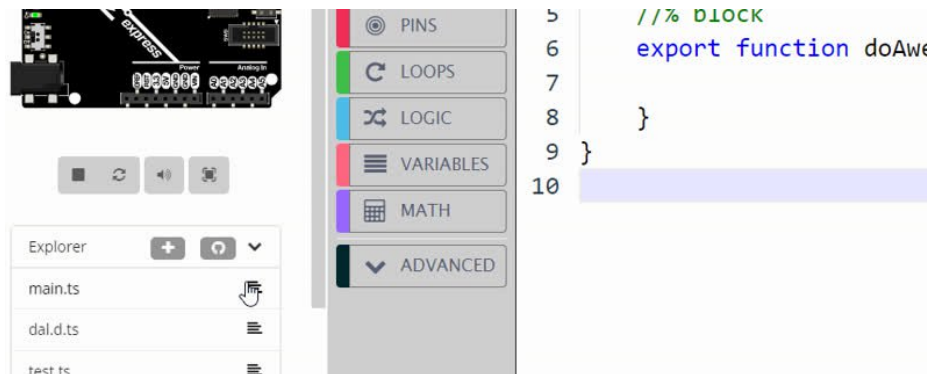 express
Power
Analog In
Explorer
main.ts
dal.d.ts
test.ts
PINS
LOOPS
LOGIC
VARIABLES
MATH
ADVANCED
5 //% block
6 export function doAwe
7
8 }
9 }
10